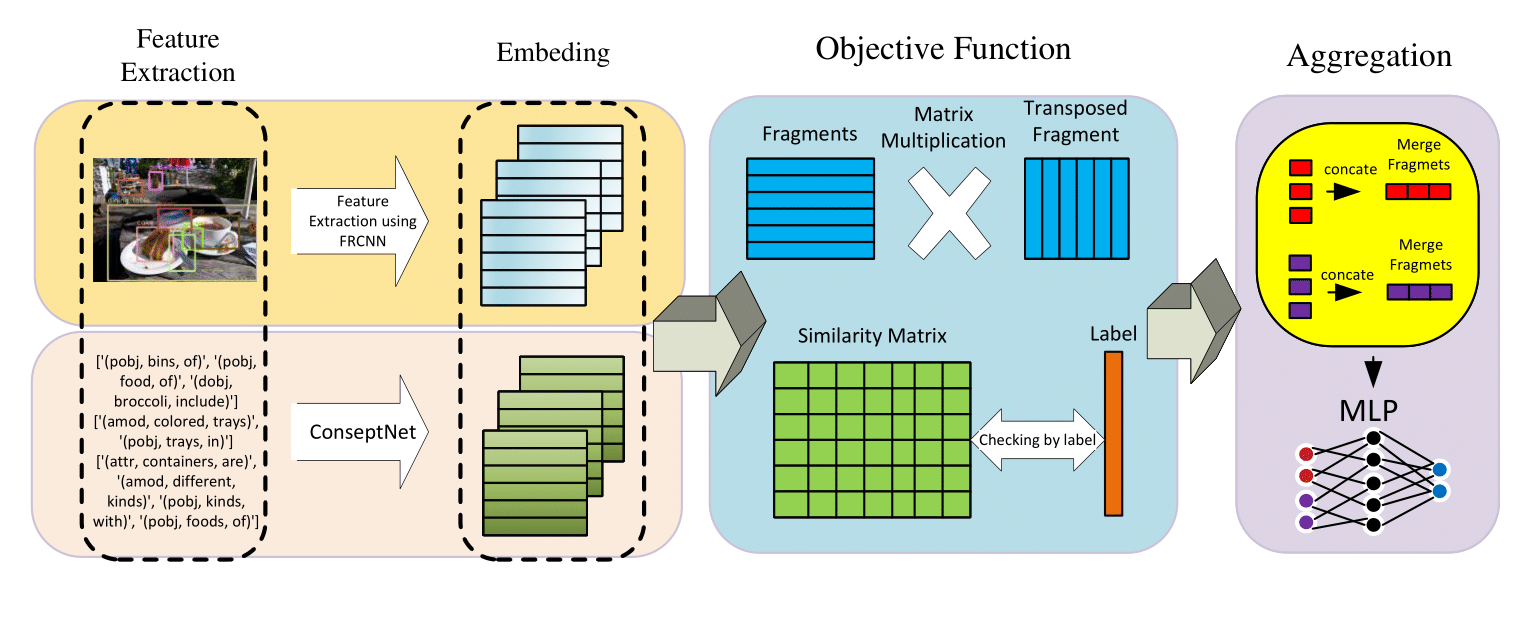 Feature
Extraction
Embeding
Objective Function
Aggregation
Feature
Extraction using
FRCNN
['(pobj, bins, of)', '(pobj,
food, of)', '(dobj,
broccoli, include)']
['(amod, colored, trays)',
'(pobj, trays, in)']
['(attr, containers, are)',
'(amod, different,
kinds)', '(pobj, kinds,
with)', '(pobj, foods, of)']
ConseptNet
Fragments
Matrix
Multiplication
Transposed
Fragment
Similarity Matrix
Label
Checking by label
concate
Merge
Fragmets
concate
Merge
Fragmets
MLP